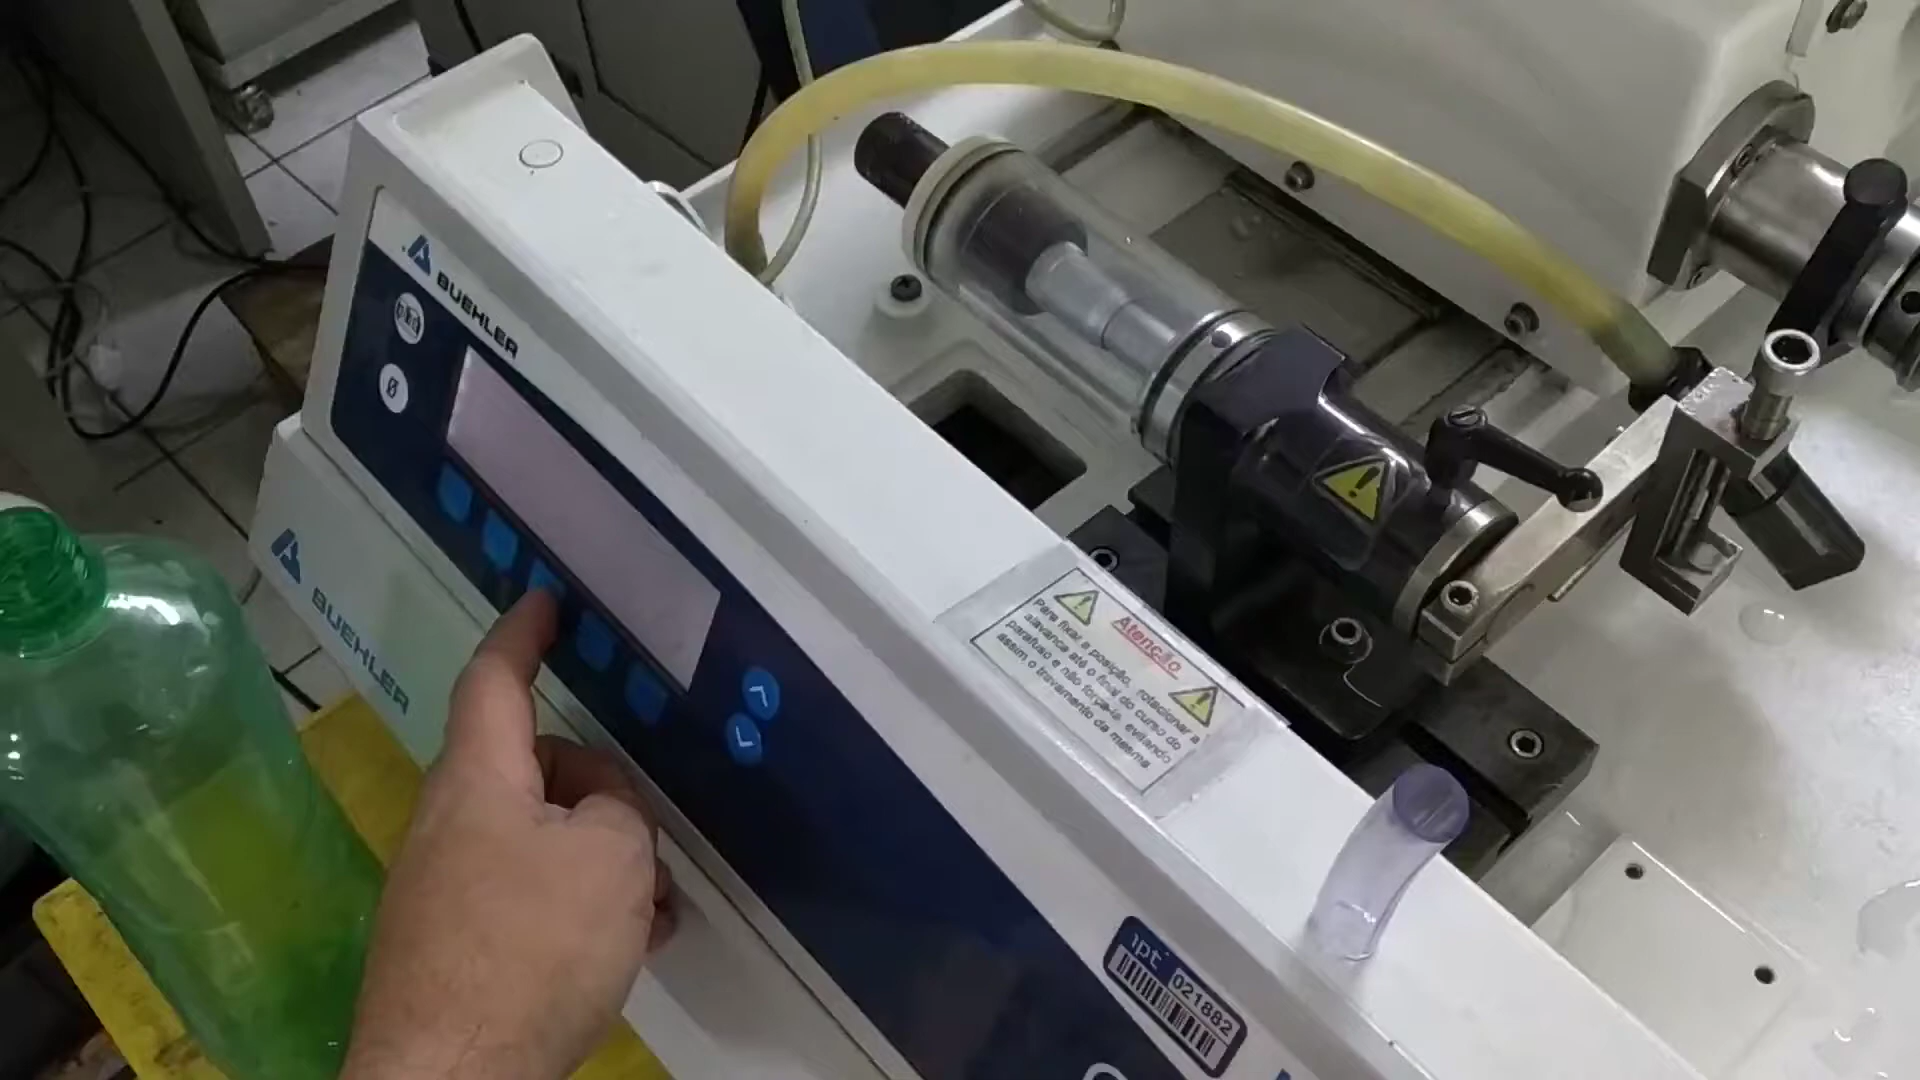 BUEHLER
Ø
BUEHLER
Atenção
Para fixar a posição, rotacionar a
alavanca até o final do curso do
parafuso e não forçá-la, evitando
assim o travamento da mesma
ipt
021882